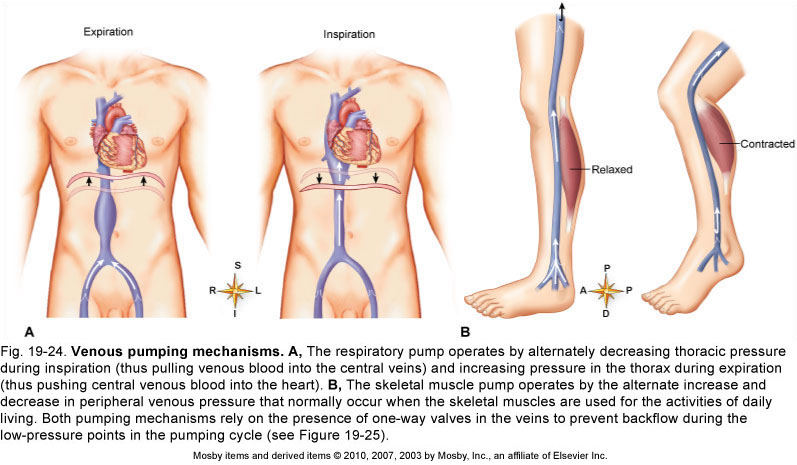 Expiration
Inspiration
Relaxed
Contracted
S
R L
I
P
A P
D
A
B
Fig. 19-24. Venous pumping mechanisms. A, The respiratory pump operates by alternately decreasing thoracic pressure
during inspiration (thus pulling venous blood into the central veins) and increasing pressure in the thorax during expiration
(thus pushing central venous blood into the heart). B, The skeletal muscle pump operates by the alternate increase and
decrease in peripheral venous pressure that normally occur when the skeletal muscles are used for the activities of daily
living. Both pumping mechanisms rely on the presence of one-way valves in the veins to prevent backflow during the
low-pressure points in the pumping cycle (see Figure 19-25).
Mosby items and derived items © 2010, 2007, 2003 by Mosby, Inc., an affiliate of Elsevier Inc.